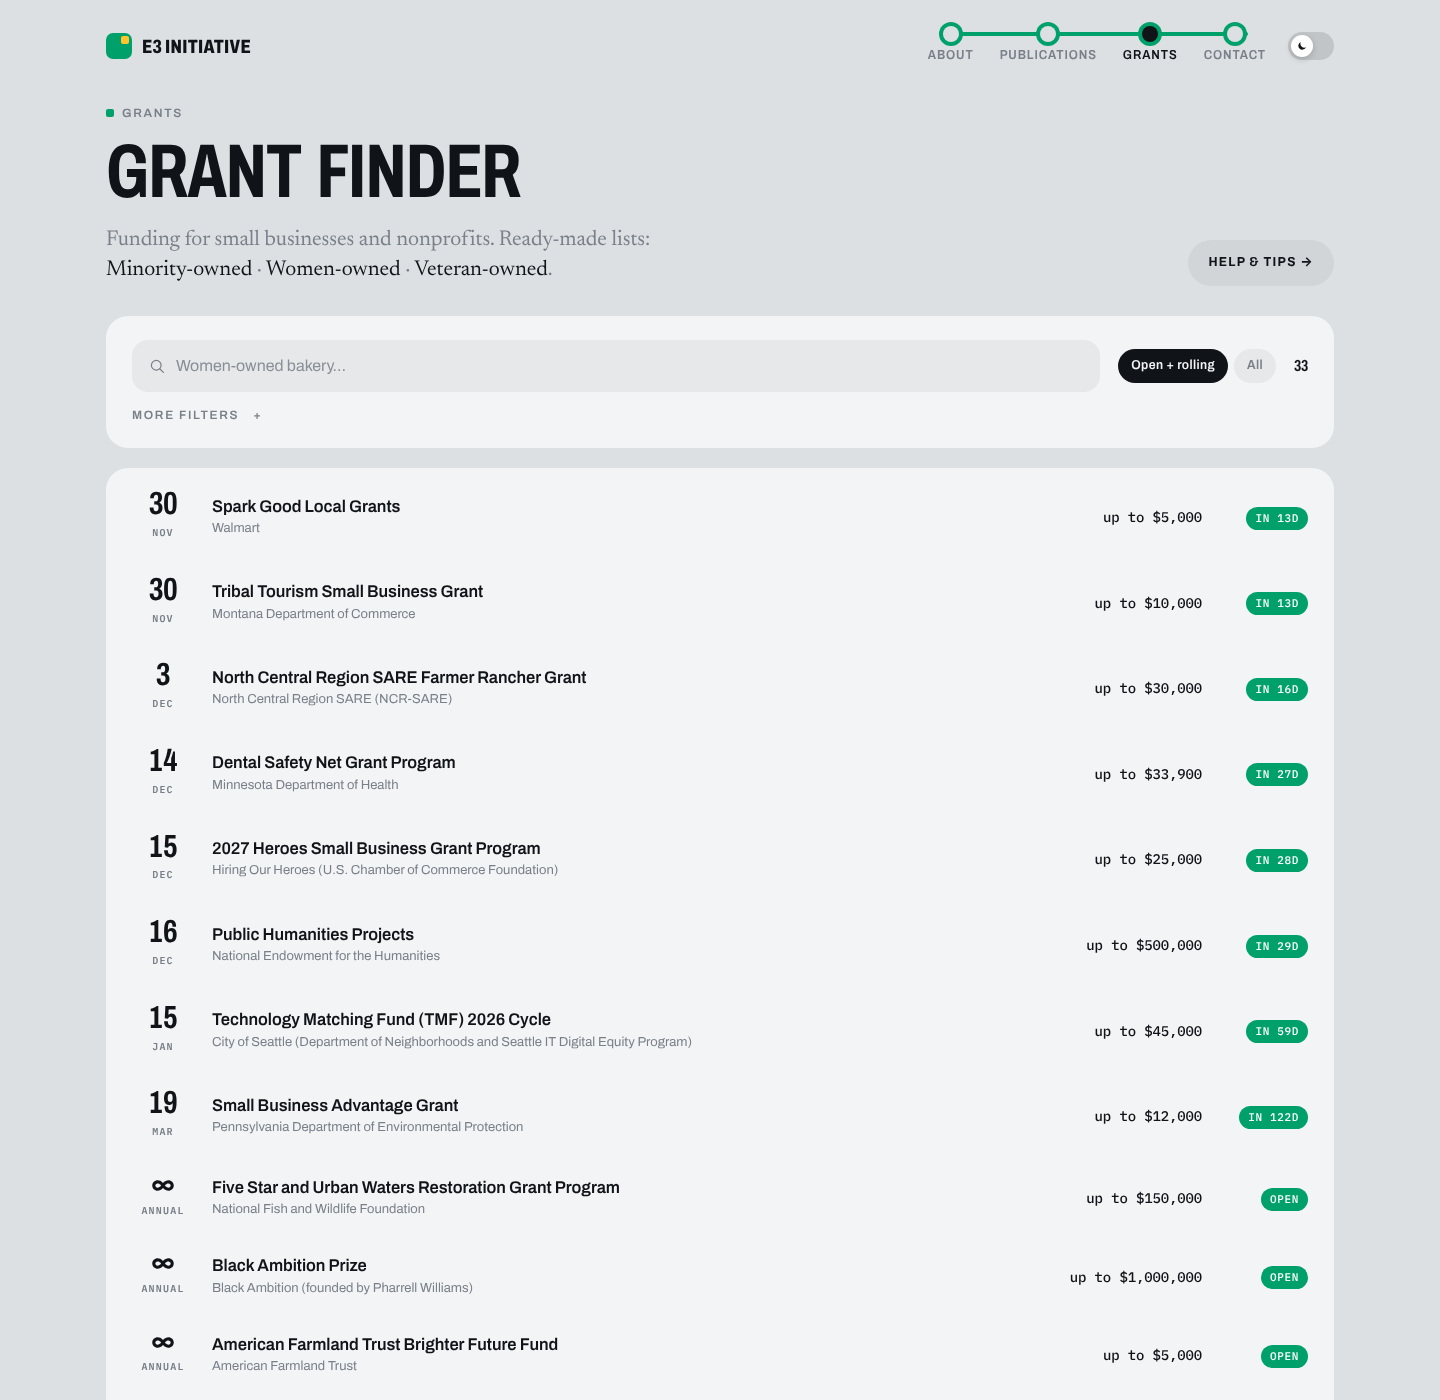 E3 INITIATIVE
ABOUT PUBLICATIONS GRANTS CONTACT
GRANTS
GRANT FINDER
Funding for small businesses and nonprofits. Ready-made lists:
Minority-owned · Women-owned · Veteran-owned.
HELP & TIPS →
Women-owned bakery...
Open + rolling All 33
MORE FILTERS +
30 NOV
Spark Good Local Grants
Walmart
up to $5,000
IN 13D
30 NOV
Tribal Tourism Small Business Grant
Montana Department of Commerce
up to $10,000
IN 13D
3 DEC
North Central Region SARE Farmer Rancher Grant
North Central Region SARE (NCR-SARE)
up to $30,000
IN 16D
14 DEC
Dental Safety Net Grant Program
Minnesota Department of Health
up to $33,900
IN 27D
15 DEC
2027 Heroes Small Business Grant Program
Hiring Our Heroes (U.S. Chamber of Commerce Foundation)
up to $25,000
IN 28D
16 DEC
Public Humanities Projects
National Endowment for the Humanities
up to $500,000
IN 29D
15 JAN
Technology Matching Fund (TMF) 2026 Cycle
City of Seattle (Department of Neighborhoods and Seattle IT Digital Equity Program)
up to $45,000
IN 59D
19 MAR
Small Business Advantage Grant
Pennsylvania Department of Environmental Protection
up to $12,000
IN 122D
∞ ANNUAL
Five Star and Urban Waters Restoration Grant Program
National Fish and Wildlife Foundation
up to $150,000
OPEN
∞ ANNUAL
Black Ambition Prize
Black Ambition (founded by Pharrell Williams)
up to $1,000,000
OPEN
∞ ANNUAL
American Farmland Trust Brighter Future Fund
American Farmland Trust
up to $5,000
OPEN